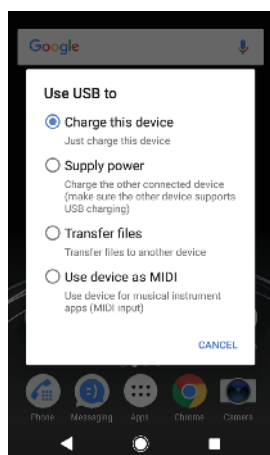 Google
Use USB to
Charge this device
Just charge this device
Supply power
Charge the other connected device
(make sure the other device supports
USB charging)
Transfer files
Transfer files to another device
Use device as MIDI
Use device for musical instrument
apps (MIDI input)
CANCEL
Phone Messaging Apps Chrome Camera